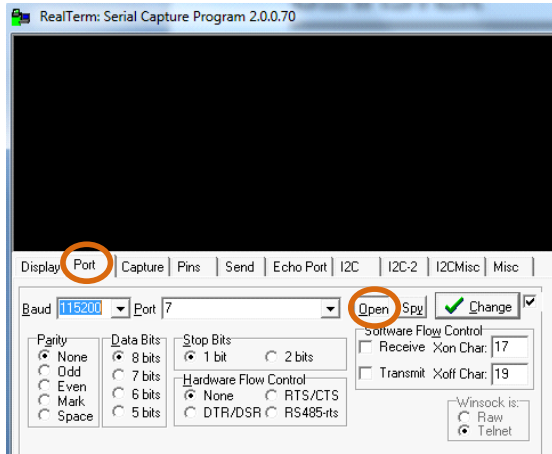 RealTerm: Serial Capture Program 2.0.0.70
Display Port Capture Pins Send Echo Port I2C I2C-2 I2CMisc Misc
Baud 115200 Port 7 Open Spy Change
Parity Data Bits Stop Bits Software Flow Control
None 8 bits 1 bit 2 bits Receive Xon Char: 17
Odd 7 bits Hardware Flow Control Transmit Xoff Char: 19
Even 6 bits None RTS/CTS Winsock is:
Mark 5 bits DTR/DSR RS485-rts Raw
Space Telnet